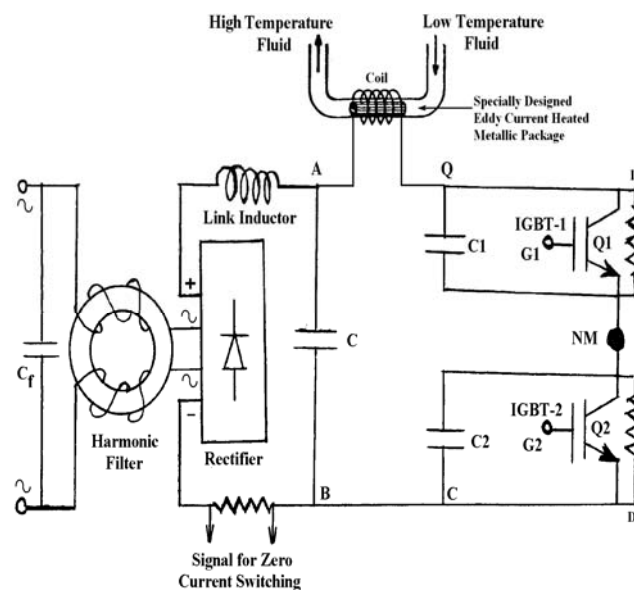 High Temperature
Fluid
Low Temperature
Fluid
Coil
Specially Designed
Eddy Current Heated
Metallic Package
A
Q
Link Inductor
IGBT-1
Q1
G1
C1
+
Cf
C
NM
Harmonic
Filter
Rectifier
−
IGBT-2
Q2
G2
C2
B
C
D
Signal for Zero
Current Switching